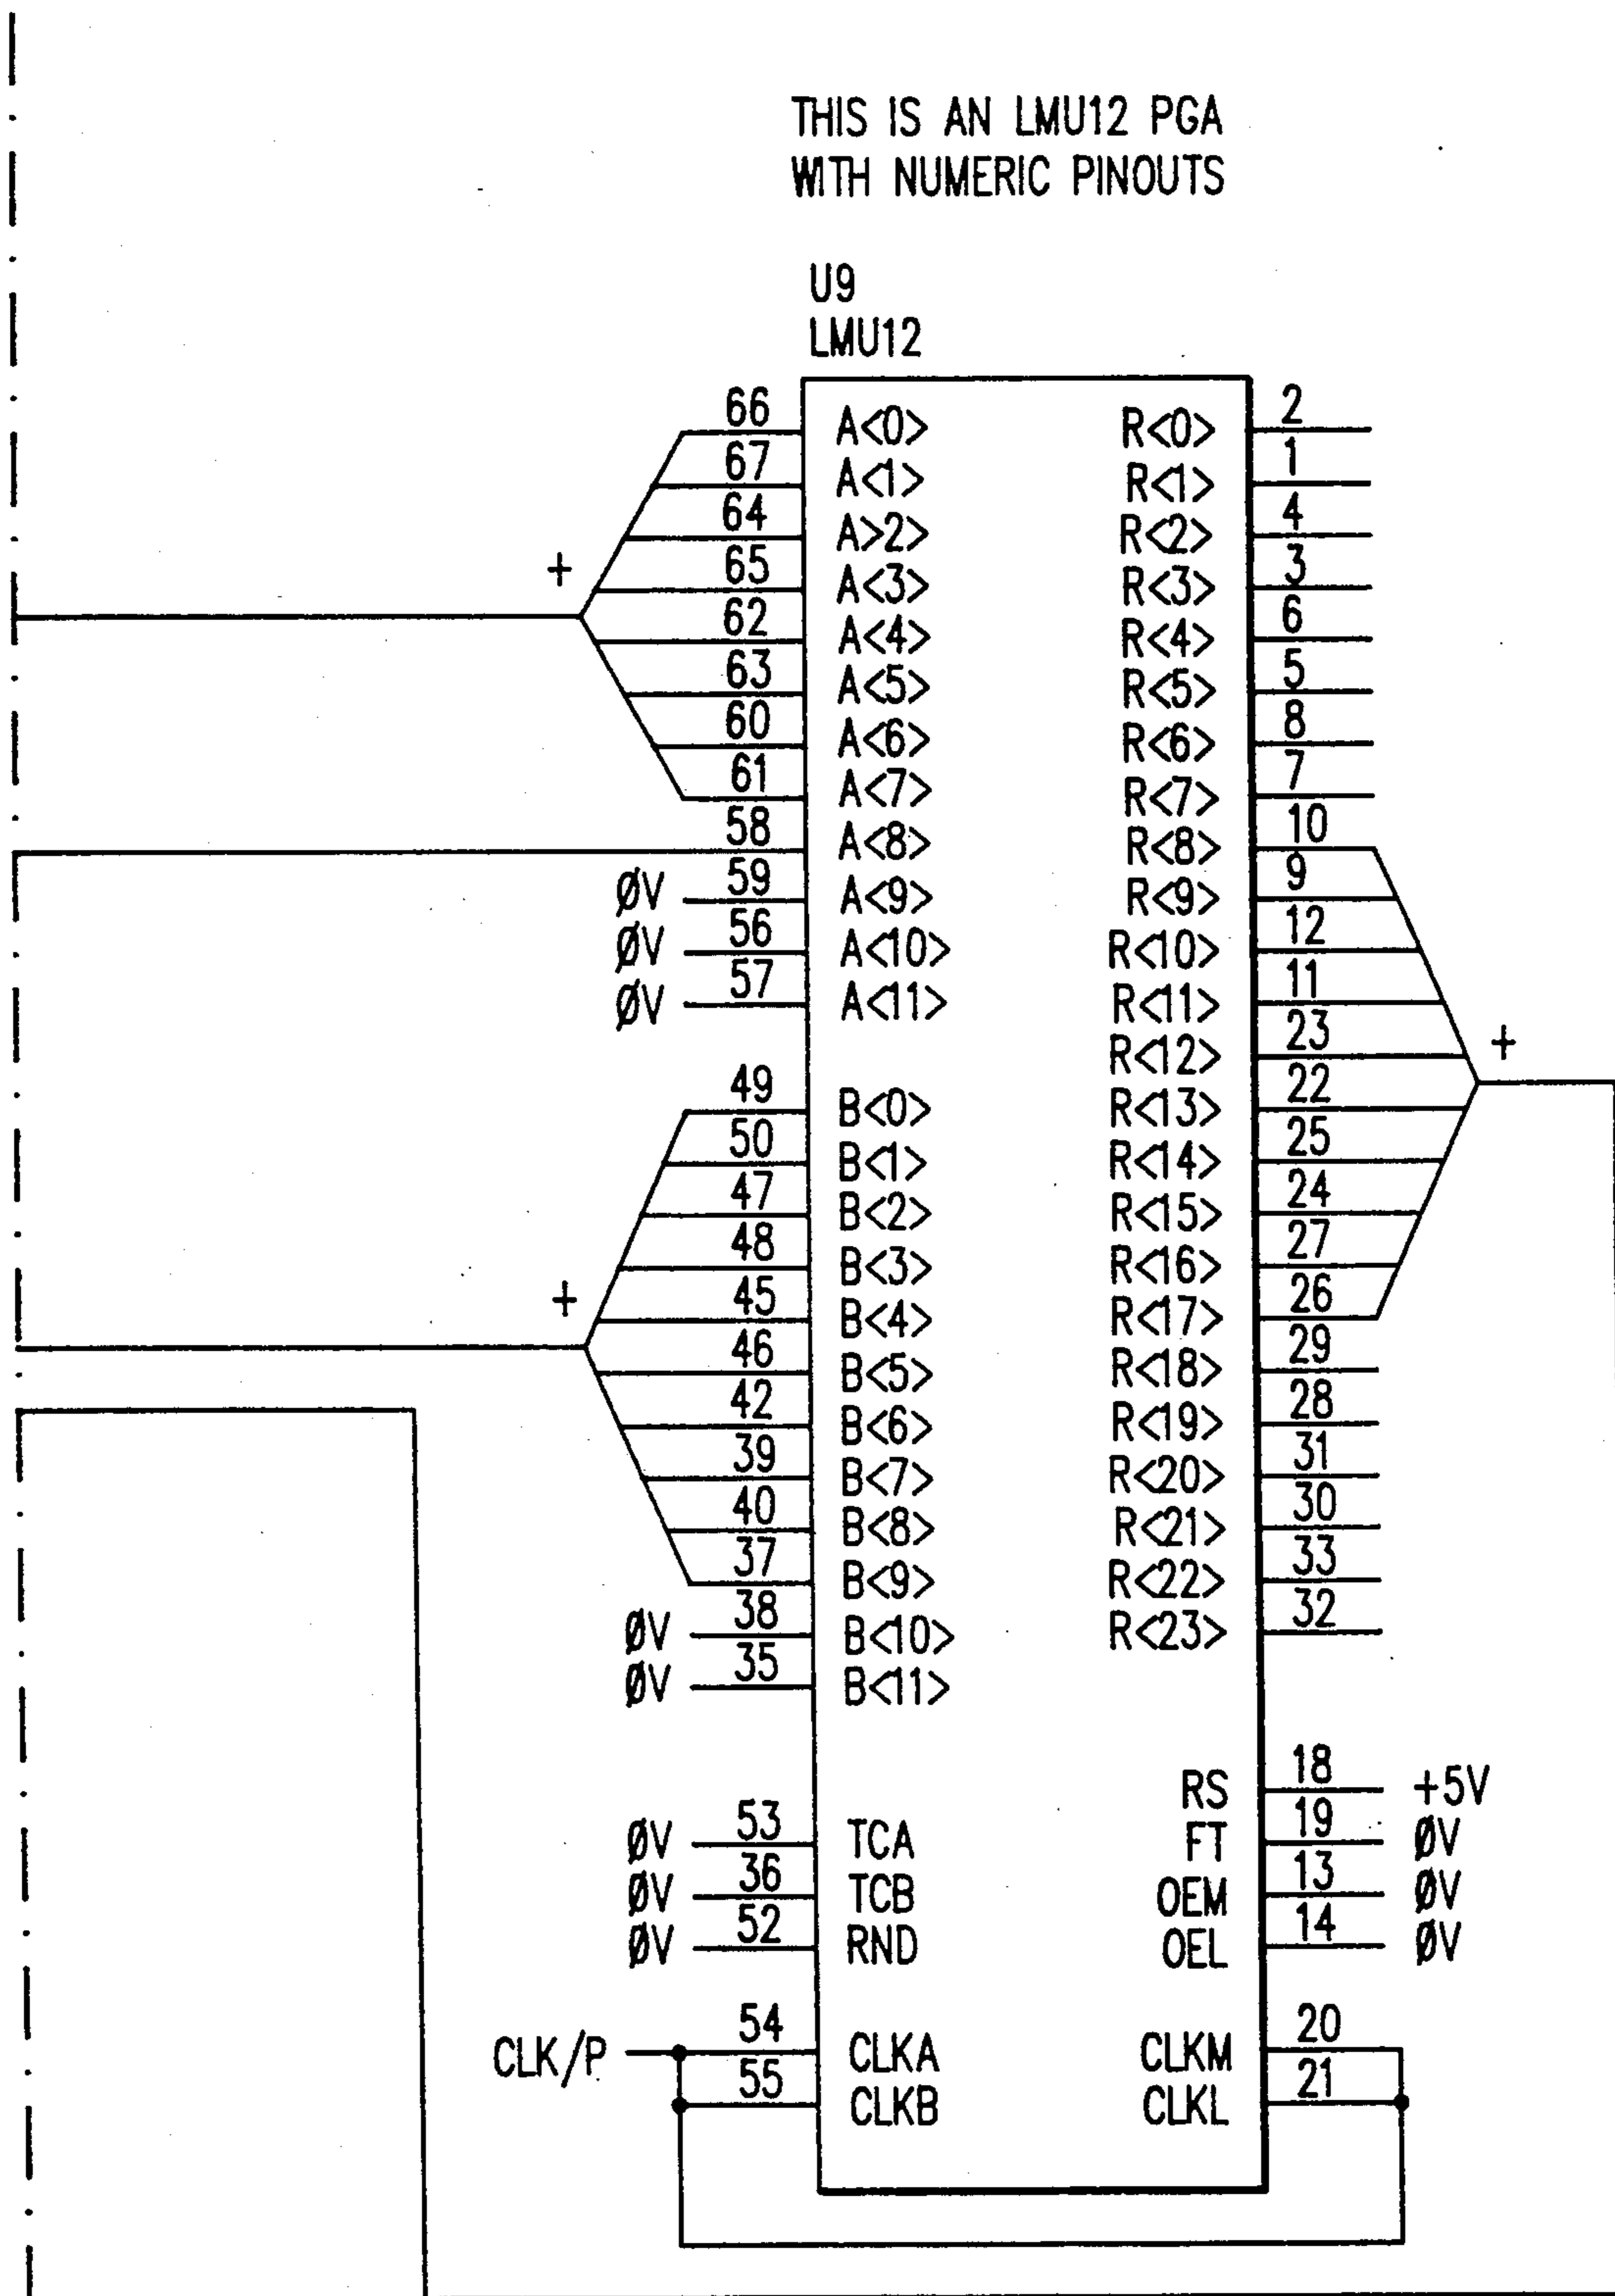 THIS IS AN LMU12 PGA
WITH NUMERIC PINOUTS
U9
LMU12
66 A<0> R<0> 2
67 A<1> R<1> 1
64 A>2> R<2> 4
65 A<3> R<3> 3
62 A<4> R<4> 6
63 A<5> R<5> 5
60 A<6> R<6> 8
61 A<7> R<7> 7
58 A<8> R<8> 10
ØV 59 A<9> R<9> 9
ØV 56 A<10> R<10> 12
ØV 57 A<11> R<11> 11
R<12> 23
49 B<0> R<13> 22
50 B<1> R<14> 25
47 B<2> R<15> 24
48 B<3> R<16> 27
45 B<4> R<17> 26
46 B<5> R<18> 29
42 B<6> R<19> 28
39 B<7> R<20> 31
40 B<8> R<21> 30
37 B<9> R<22> 33
ØV 38 B<10> R<23> 32
ØV 35 B<11>
RS 18 +5V
ØV 53 TCA FT 19 ØV
ØV 36 TCB OEM 13 ØV
ØV 52 RND OEL 14 ØV
CLK/P 54 CLKA CLKM 20
55 CLKB CLKL 21
+
+
+